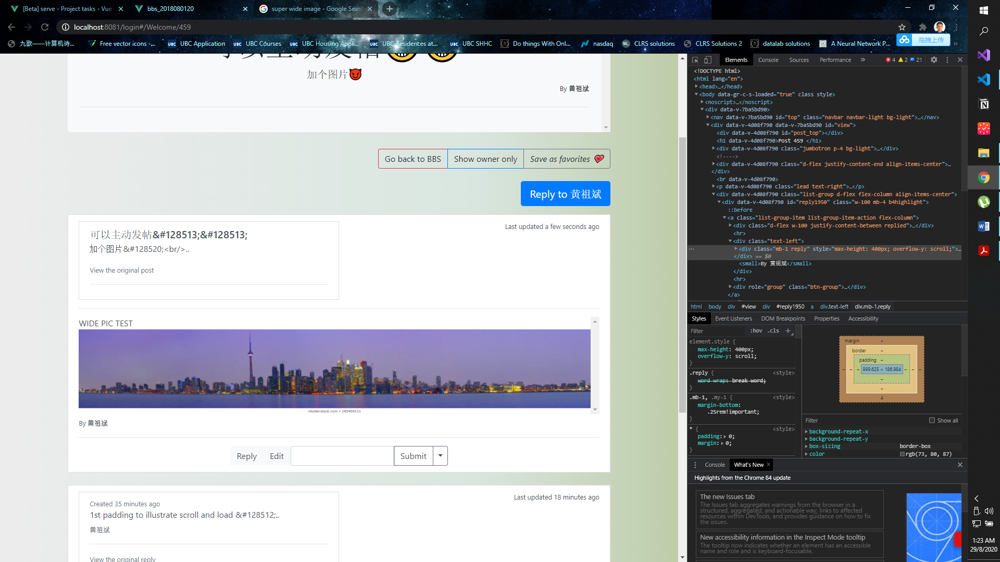 [Beta] serve - Project tasks - Vue
bbs_2018080120
super wide image - Google Sear
localhost:8081/login#/Welcome/459
九歌——计算机诗...
Free vector icons -...
UBC Application
UBC Courses
UBC Housing Appli...
UBC Residences at...
UBC SHHC
Do things With Onl...
nasdaq
CLRS solutions
CLRS Solutions 2
datalab solutions
A Neural Network P...
拖拽上传
可以主动发帖😁😁
加个图片😈
By 黄祖斌
Go back to BBS
Show owner only
Save as favorites
Reply to 黄祖斌
Last updated a few seconds ago
可以主动发帖&#128513;&#128513;
加个图片&#128520;<br/>..
View the original post
WIDE PIC TEST
shutterstock.com • 165404111
By 黄祖斌
Reply
Edit
Submit
Last updated 18 minutes ago
Created 35 minutes ago
1st padding to illustrate scroll and load &#128512;..
黄祖斌
View the original reply
Elements
Console
Sources
Performance
»
4
2
21
<!DOCTYPE html>
<html lang="en">
<head>…</head>
<body data-gr-c-s-loaded="true" class style>
<noscript>…</noscript>
<div data-v-7ba5bd90>
<nav data-v-7ba5bd90 id="top" class="navbar navbar-light bg-light">…</nav>
<div data-v-4d08f790 data-v-7ba5bd90 id="view">
<div data-v-4d08f790 id="post_top"></div>
<h1 data-v-4d08f790>Post 459 </h1>
<div data-v-4d08f790 class="jumbotron p-4 bg-light">…</div>
<!---->
<div data-v-4d08f790 class="d-flex justify-content-end align-items-center">…
</div>
<br data-v-4d08f790>
<p data-v-4d08f790 class="lead text-right">…</p>
<div data-v-4d08f790 class="list-group d-flex flex-column align-items-center">
<div data-v-4d08f790 id="reply1950" class="w-100 mb-4 b4highlight">
::before
<a class="list-group-item list-group-item-action flex-column">
<div class="d-flex w-100 justify-content-between replied">…</div>
<hr>
<div class="text-left">
<div class="mb-1 reply" style="max-height: 400px; overflow-y: scroll;">…
</div> == $0
<small>By 黄祖斌</small>
</div>
<hr>
<div role="group" class="btn-group">…</div>
</a>
html body div #view div #reply1950 a div.text-left div.mb-1.reply
Styles
Event Listeners
DOM Breakpoints
Properties
Accessibility
Filter
:hov .cls +
element.style {
max-height: 400px;
overflow-y: scroll;
}
.reply {
<style>
word-wrap: break-word;
}
.mb-1, .my-1 {
<style>
margin-bottom:
.25rem!important;
}
* {
<style>
padding: 0;
margin: 0;
}
margin –
border –
padding –
999.625 × 186.984
4
Filter
Show all
background-repeat-x
background-repeat-y
box-sizing
border-box
color
rgb(73, 80, 87)
Console
What's New
Highlights from the Chrome 84 update
The new Issues tab
The Issues tab aggregates warnings from the browser in a
structured, aggregated, and actionable way, links to affected
resources within DevTools, and provides guidance on how to fix
the issues.
New accessibility information in the Inspect Mode tooltip
The tooltip now indicates whether an element has an accessible
name and role and is keyboard-focusable.
1:23 AM
29/8/2020